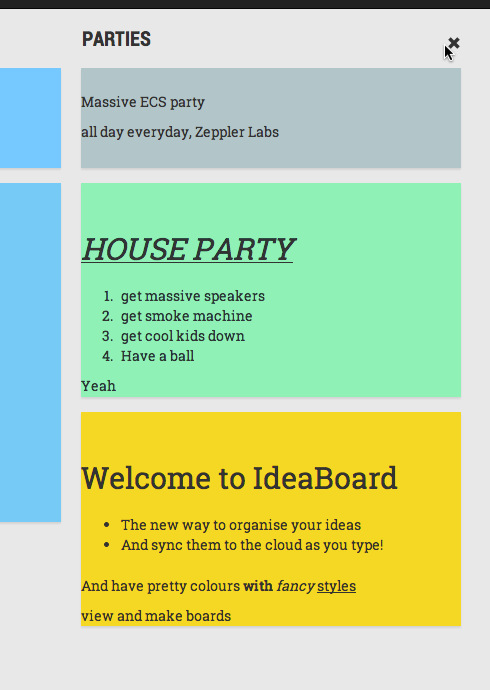 PARTIES
Massive ECS party
all day everyday, Zeppler Labs
HOUSE PARTY
1. get massive speakers
2. get smoke machine
3. get cool kids down
4. Have a ball
Yeah
Welcome to IdeaBoard
• The new way to organise your ideas
• And sync them to the cloud as you type!
And have pretty colours with fancy styles
view and make boards